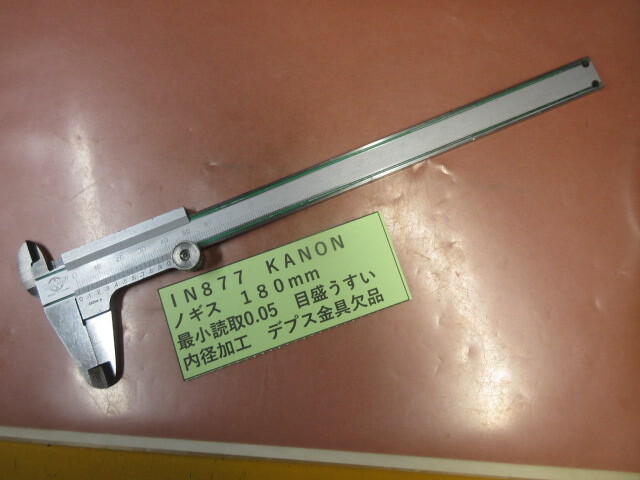 IN877 KANON
ノギス 180mm
最小読取0.05 目盛うすい
内径加工 デプス金具欠品